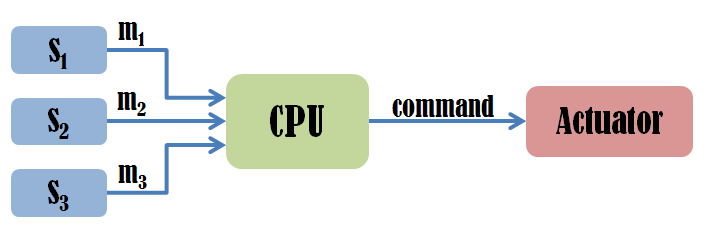 S₁
m₁
S₂
m₂
S₃
m₃
CPU
command
Actuator